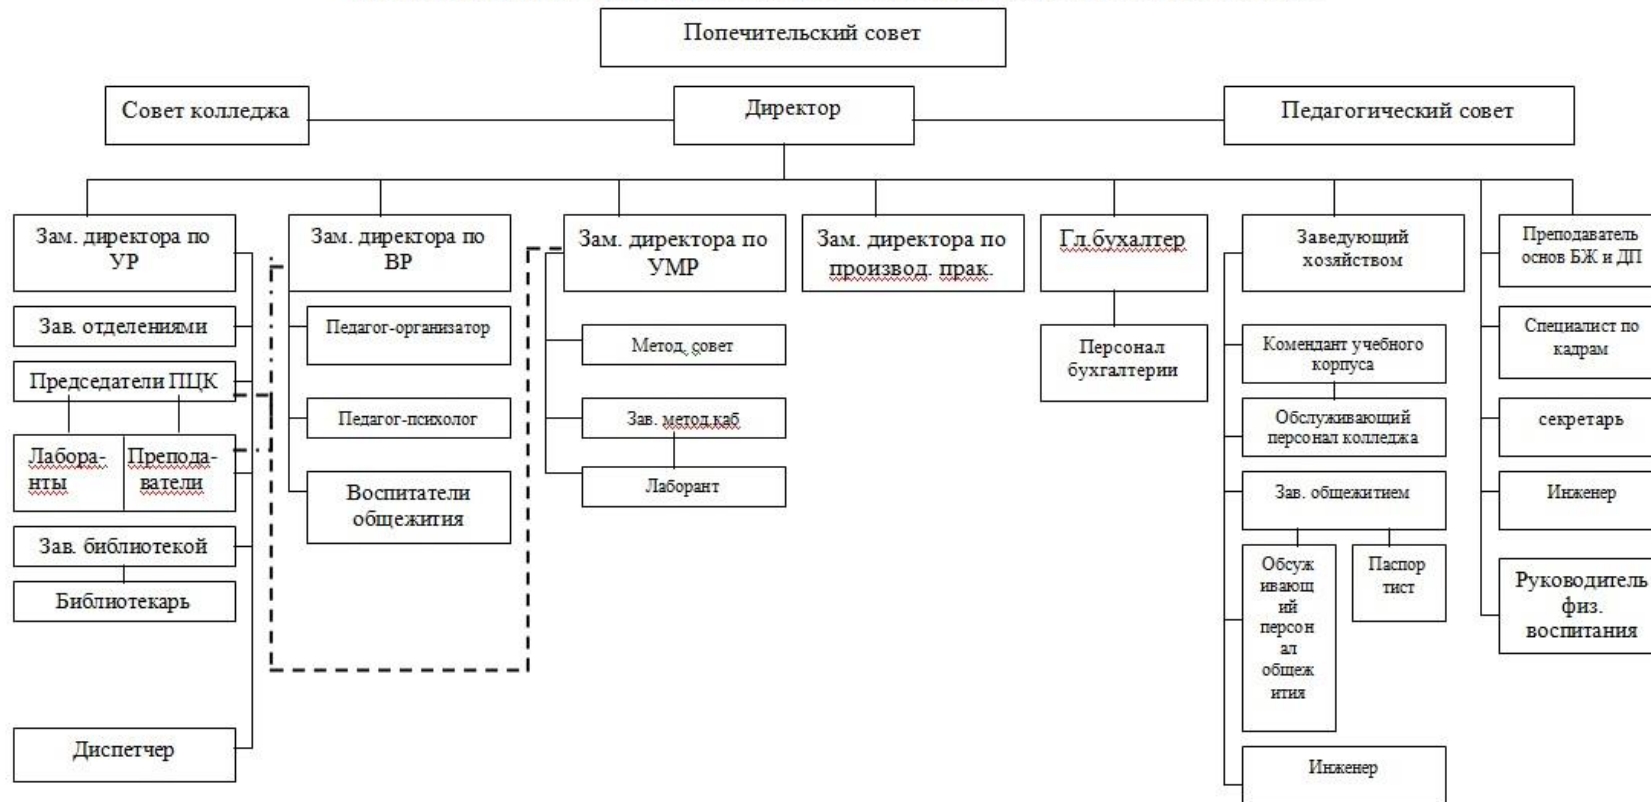 Попечительский совет
Совет колледжа
Директор
Педагогический совет
Зам. директора по
УР
Зам. директора по
ВР
Зам. директора по
УМР
Зам. директора по
производ. прак.
Гл.бухалтер
Заведующий
хозяйством
Преподаватель
основ БЖ и ДП
Зав. отделениями
Председатели ПЦК
Лабора-
нты
Препода-
ватели
Зав. библиотекой
Библиотекарь
Диспетчер
Педагог-организатор
Педагог-психолог
Воспитатели
общежития
Метод. совет
Зав. метод.каб
Лаборант
Персонал
бухгалтерии
Комендант учебного
корпуса
Обслуживающий
персонал колледжа
Зав. общежитием
Обсуж
ивающ
ий
персон
ал
общеж
ития
Паспор
тист
Инженер
Специалист по
кадрам
секретарь
Инженер
Руководитель
физ.
воспитания